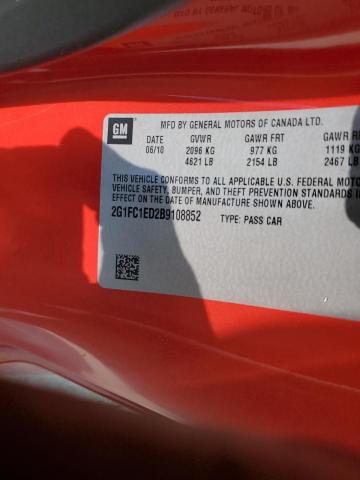 GM
MFD BY GENERAL MOTORS OF CANADA LTD.
DATE GVWR GAWR FRT GAWR R
06/10 2096 KG 977 KG 1119 KG
4621 LB 2154 LB 2467 LB
THIS VEHICLE CONFORMS TO ALL APPLICABLE U.S. FEDERAL MOTO
VEHICLE SAFETY, BUMPER, AND THEFT PREVENTION STANDARDS I
EFFECT ON THE DATE OF MANUFACTURE SHOWN ABOVE.
2G1FC1ED2B9108852 TYPE: PASS CAR